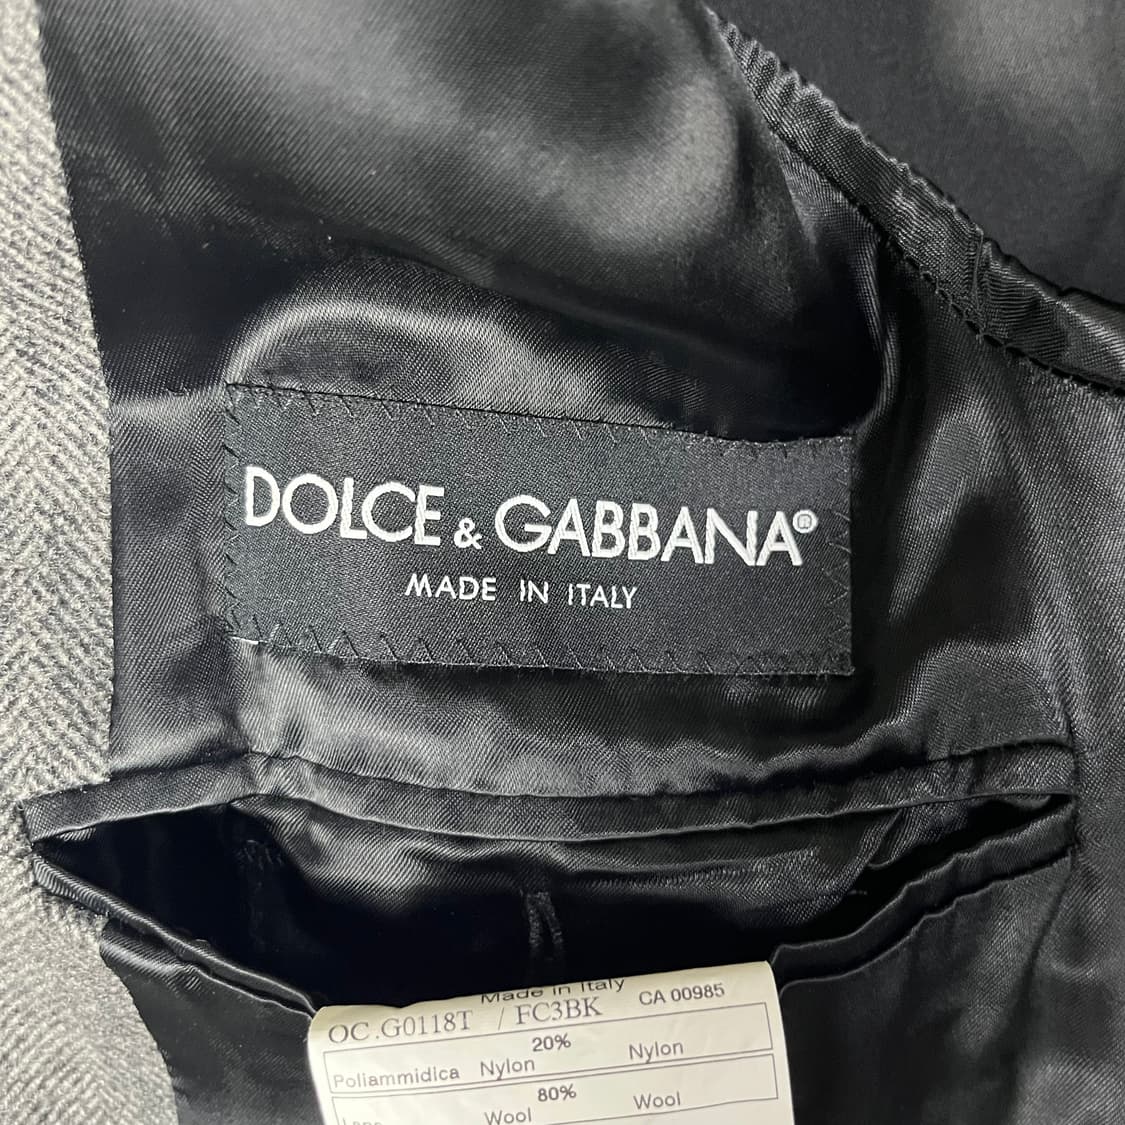 DOLCE & GABBANA®
MADE IN ITALY
Made in Italy CA 00985
OC.G0118T / FC3BK
20%
Poliammidica Nylon Nylon
80%
Wool Wool